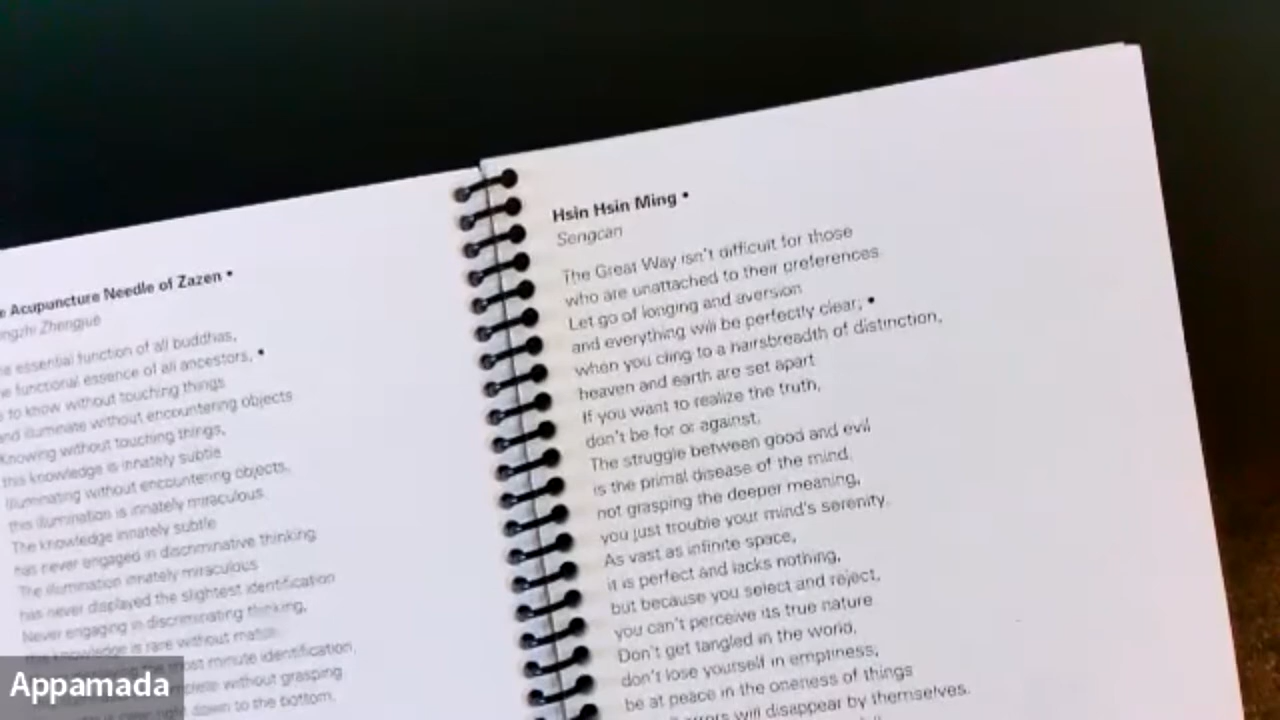 Acupuncture Needle of Zazen •
Zhengjue
essential function of all buddhas,
functional essence of all ancestors, •
to know without touching things
and illuminate without encountering objects
Knowing without touching things,
this knowledge is innately subtle
Illuminating without encountering objects,
this illumination is innately miraculous
The knowledge innately subtle
has never engaged in discriminative thinking
The illumination innately miraculous
has never displayed the slightest identification
Never engaging in discriminating thinking,
knowledge is rare without
most minute identification,
without grasping
down to the bottom,
Hsin Hsin Ming •
Sengcan
The Great Way isn't difficult for those
who are unattached to their preferences
Let go of longing and aversion
and everything will be perfectly clear; •
when you cling to a hairsbreadth of distinction,
heaven and earth are set apart
If you want to realize the truth,
don't be for or against,
The struggle between good and evil
is the primal disease of the mind
not grasping the deeper meaning,
you just trouble your mind's serenity.
As vast as infinite space,
it is perfect and lacks nothing,
but because you select and reject,
you can't perceive its true nature
Don't get tangled in the world,
don't lose yourself in emptiness,
be at peace in the oneness of things
errors will disappear by themselves.
Appamada